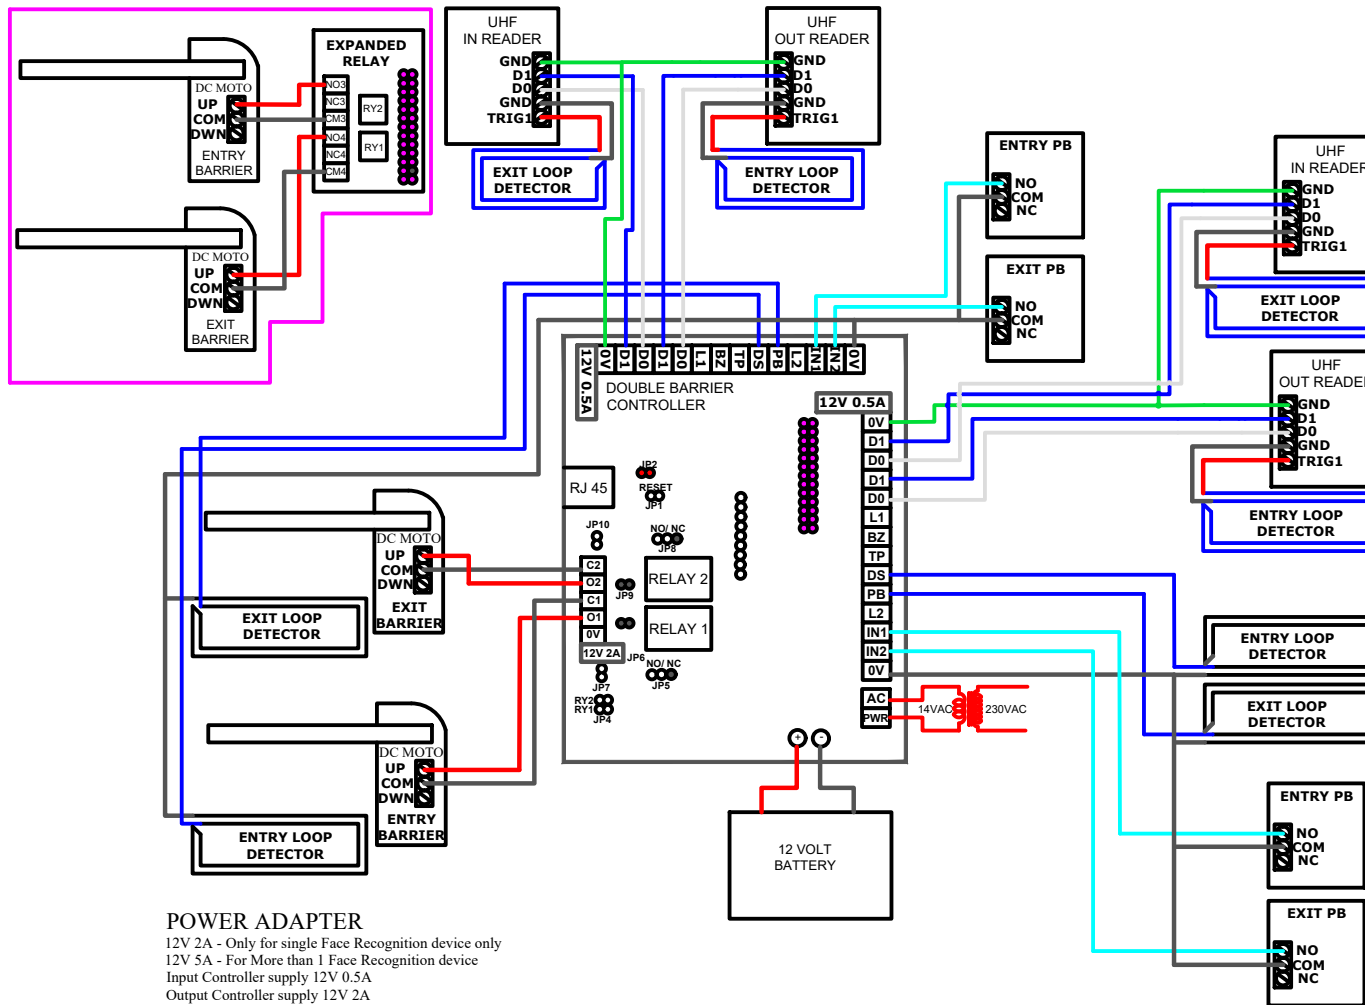 EXPANDED
RELAY
NO3
NC3
CM3
NO4
NC4
CM4
RY2
RY1
DC MOTO
UP
COM
DWN
ENTRY
BARRIER
DC MOTO
UP
COM
DWN
EXIT
BARRIER
UHF
IN READER
GND
D1
D0
GND
TRIG1
EXIT LOOP
DETECTOR
UHF
OUT READER
GND
D1
D0
GND
TRIG1
ENTRY LOOP
DETECTOR
ENTRY PB
NO
COM
NC
EXIT PB
NO
COM
NC
UHF
IN READER
GND
D1
D0
GND
TRIG1
EXIT LOOP
DETECTOR
UHF
OUT READER
GND
D1
D0
GND
TRIG1
ENTRY LOOP
DETECTOR
12V 0.5A
0V
D1
D0
D1
D0
L1
BZ
TP
DS
PB
L2
IN1
IN2
0V
DOUBLE BARRIER
CONTROLLER
12V 0.5A
0V
D1
D0
D1
D0
L1
BZ
TP
DS
PB
L2
IN1
IN2
0V
AC
PWR
14VAC
230VAC
RJ 45
JP2
RESET
JP1
JP10
NO/ NC
JP8
C2
O2
C1
O1
0V
12V 2A
JP9
RELAY 2
RELAY 1
JP6
NO/ NC
JP5
JP7
RY2
RY1
JP4
+
-
12 VOLT
BATTERY
DC MOTO
UP
COM
DWN
EXIT
BARRIER
EXIT LOOP
DETECTOR
DC MOTO
UP
COM
DWN
ENTRY
BARRIER
ENTRY LOOP
DETECTOR
ENTRY LOOP
DETECTOR
EXIT LOOP
DETECTOR
ENTRY PB
NO
COM
NC
EXIT PB
NO
COM
NC
POWER ADAPTER
12V 2A - Only for single Face Recognition device only
12V 5A - For More than 1 Face Recognition device
Input Controller supply 12V 0.5A
Output Controller supply 12V 2A